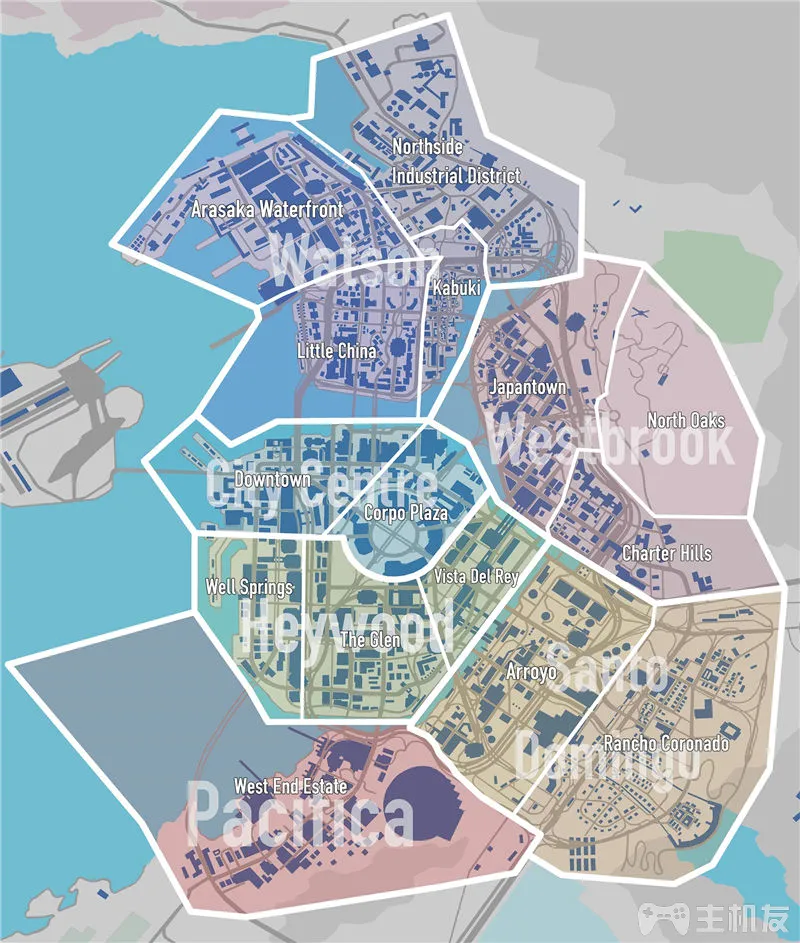 Northside
Industrial District
Arasaka Waterfront
Watson
Kabuki
Little China
Japantown
North Oaks
Westbrook
City Centre
Downtown
Corpo Plaza
Charter Hills
Vista Del Rey
Well Springs
Heywood
The Glen
Arroyo
Santo
Domingo
Rancho Coronado
West End Estate
Pacifica
主机友